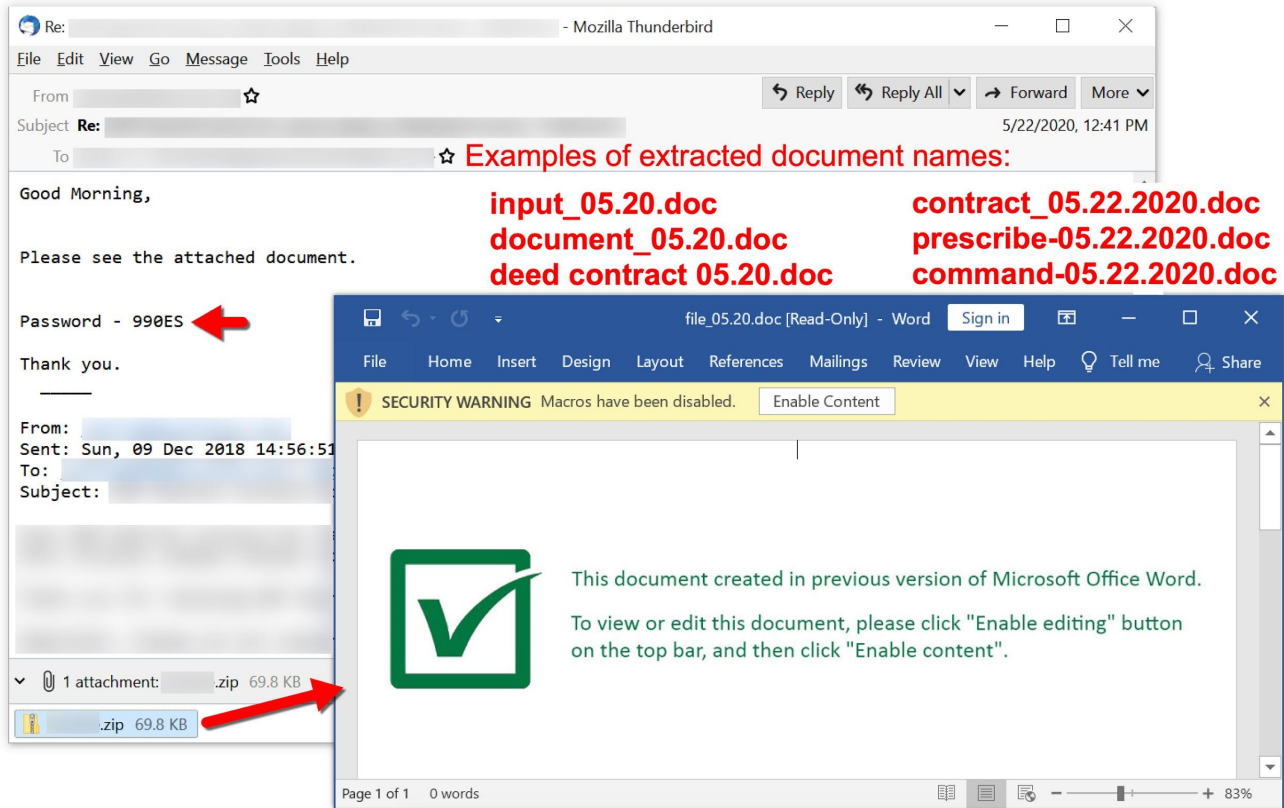 Re: - Mozilla Thunderbird
File Edit View Go Message Tools Help
From
Reply Reply All Forward More
Subject Re: 5/22/2020, 12:41 PM
To
Examples of extracted document names:
input_05.20.doc contract_05.22.2020.doc
document_05.20.doc prescribe-05.22.2020.doc
deed contract 05.20.doc command-05.22.2020.doc
Good Morning,
Please see the attached document.
Password - 990ES
Thank you.
From:
Sent: Sun, 09 Dec 2018 14:56:51
To:
Subject:
1 attachment: .zip 69.8 KB
.zip 69.8 KB
file_05.20.doc [Read-Only] - Word Sign in
File Home Insert Design Layout References Mailings Review View Help Tell me Share
SECURITY WARNING Macros have been disabled. Enable Content
This document created in previous version of Microsoft Office Word.
To view or edit this document, please click "Enable editing" button
on the top bar, and then click "Enable content".
Page 1 of 1 0 words 83%